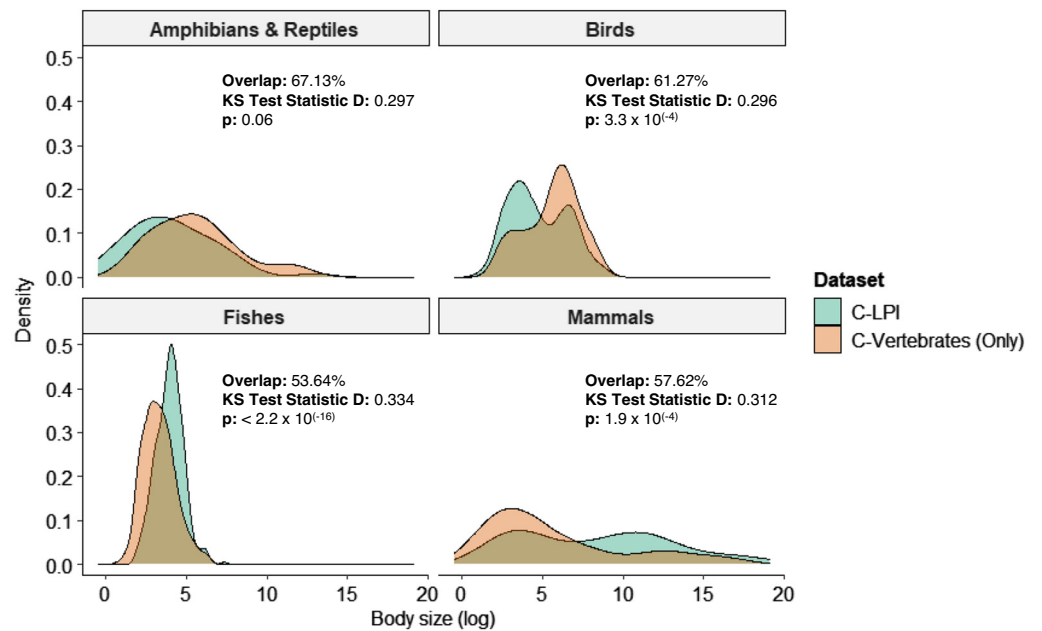 Amphibians & Reptiles
Birds
Overlap: 67.13%
KS Test Statistic D: 0.297
p: 0.06
Overlap: 61.27%
KS Test Statistic D: 0.296
p: 3.3 x 10(-4)
0.5
0.4
0.3
0.2
0.1
0.0
Density
Fishes
Mammals
Overlap: 53.64%
KS Test Statistic D: 0.334
p: < 2.2 x 10(-16)
Overlap: 57.62%
KS Test Statistic D: 0.312
p: 1.9 x 10(-4)
0.5
0.4
0.3
0.2
0.1
0.0
0 5 10 15 20
0 5 10 15 20
Body size (log)
Dataset
C-LPI
C-Vertebrates (Only)